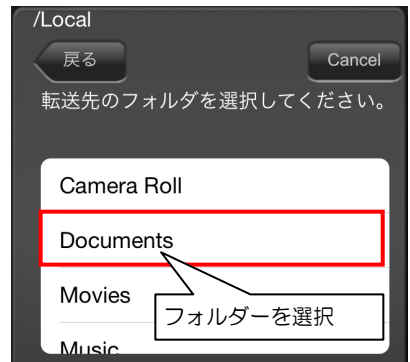 /Local
戻る
Cancel
転送先のフォルダを選択してください。
Camera Roll
Documents
Movies
フォルダーを選択
Music